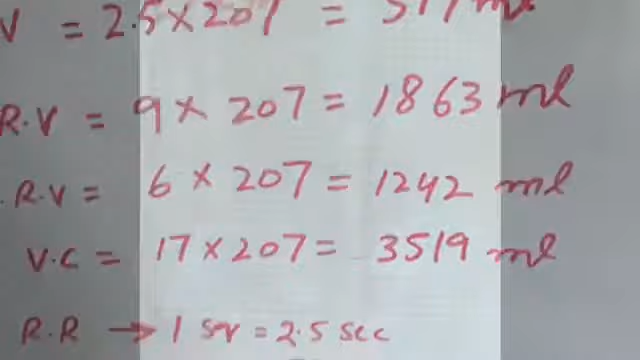 V = 2.5 x 207 = 517 ml
R.V = 9 x 207 = 1863 ml
. R.V = 6 x 207 = 1242 ml
V.C = 17 x 207 = 3519 ml
R.R → 1 sqr = 2.5 sec